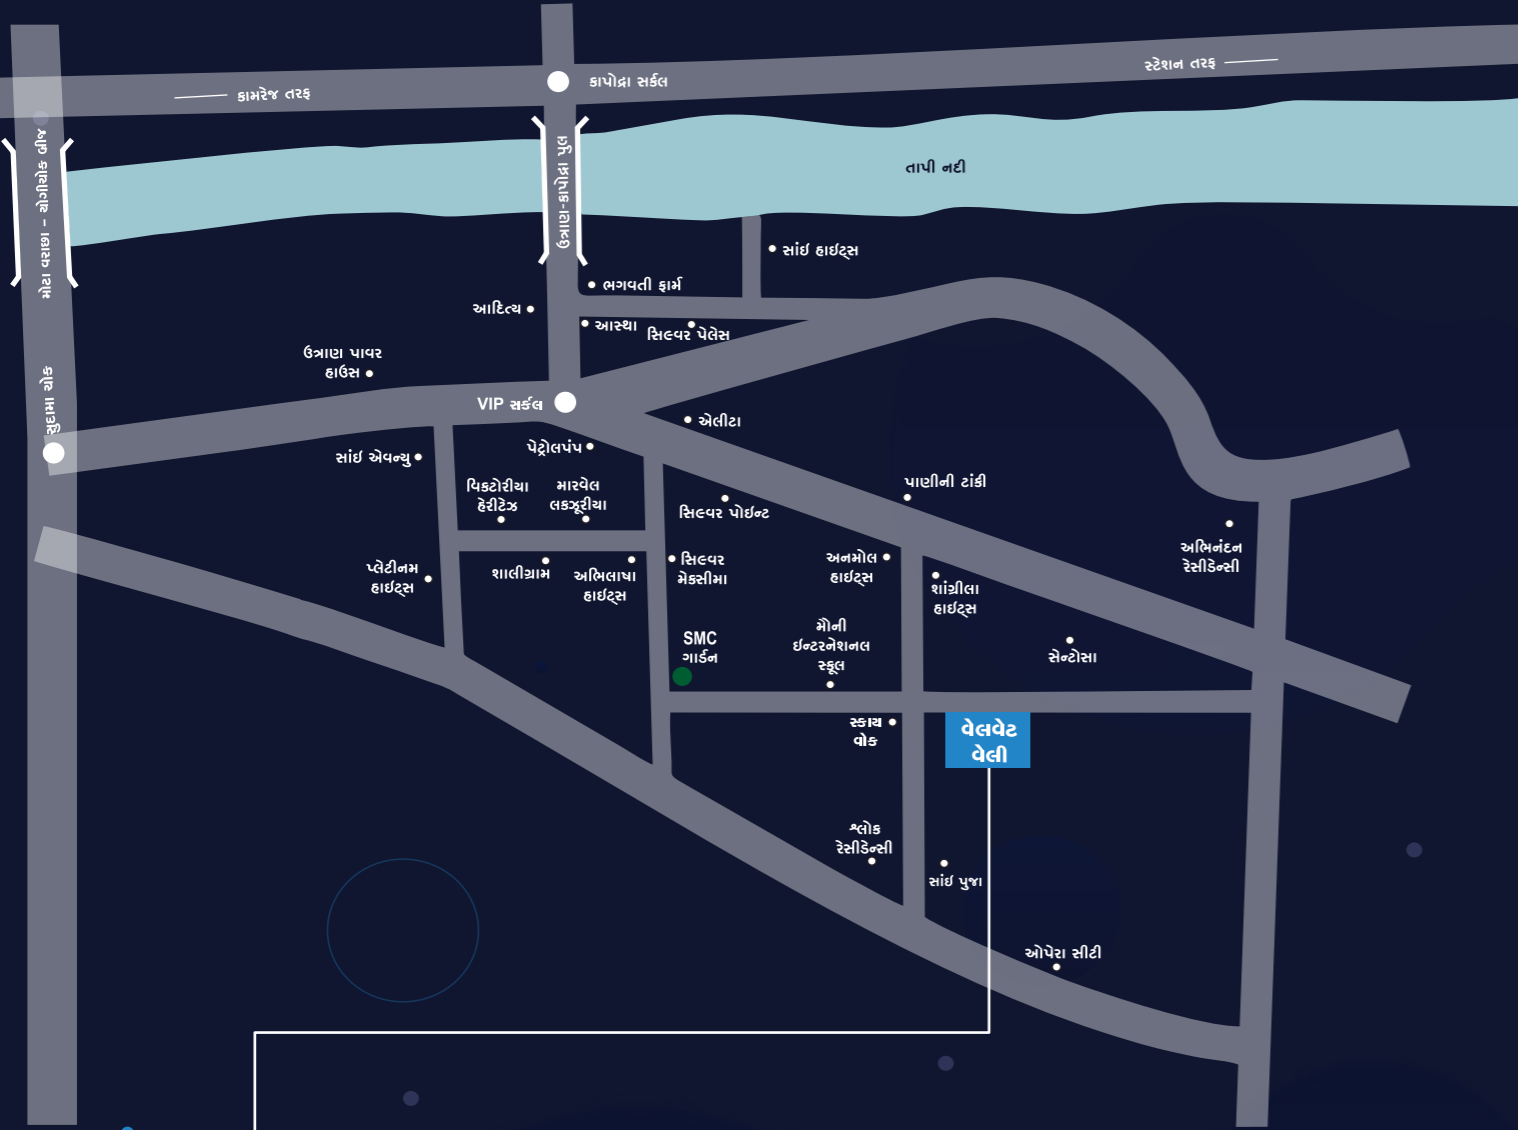 સ્ટેશન તરફ
કાપોદ્રા સર્કલ
કામરેજ તરફ
મોટા વરાછા – યોગીચોક બ્રીજ
ઉત્રાણ-કાપોદ્રા પુલ
તાપી નદી
સાંઈ હાઈટ્સ
ભગવતી ફાર્મ
આદિત્ય
આસ્થા
સિલ્વર પેલેસ
ઉત્રાણ પાવર
હાઉસ
સુદામા ચોક
VIP સર્કલ
એલીટા
પેટ્રોલપંપ
સાંઈ એવન્યુ
વિકટોરીયા
હેરીટેઝ
મારવેલ
લકઝૂરીયા
પાણીની ટાંકી
સિલ્વર પોઈન્ટ
અભિનંદન
રેસીડેન્સી
પ્લેટીનમ
હાઈટ્સ
શાલીગ્રામ
અભિલાષા
હાઈટ્સ
સિલ્વર
મેક્સીમા
અનમોલ
હાઈટ્સ
શાંગ્રીલા
હાઈટ્સ
SMC
ગાર્ડન
મૌની
ઈન્ટરનેશનલ
સ્કૂલ
સેન્ટોસા
સ્કાય
વોક
વેલવેટ
વેલી
શ્લોક
રેસીડેન્સી
સાંઈ પુજા
ઓપેરા સીટી